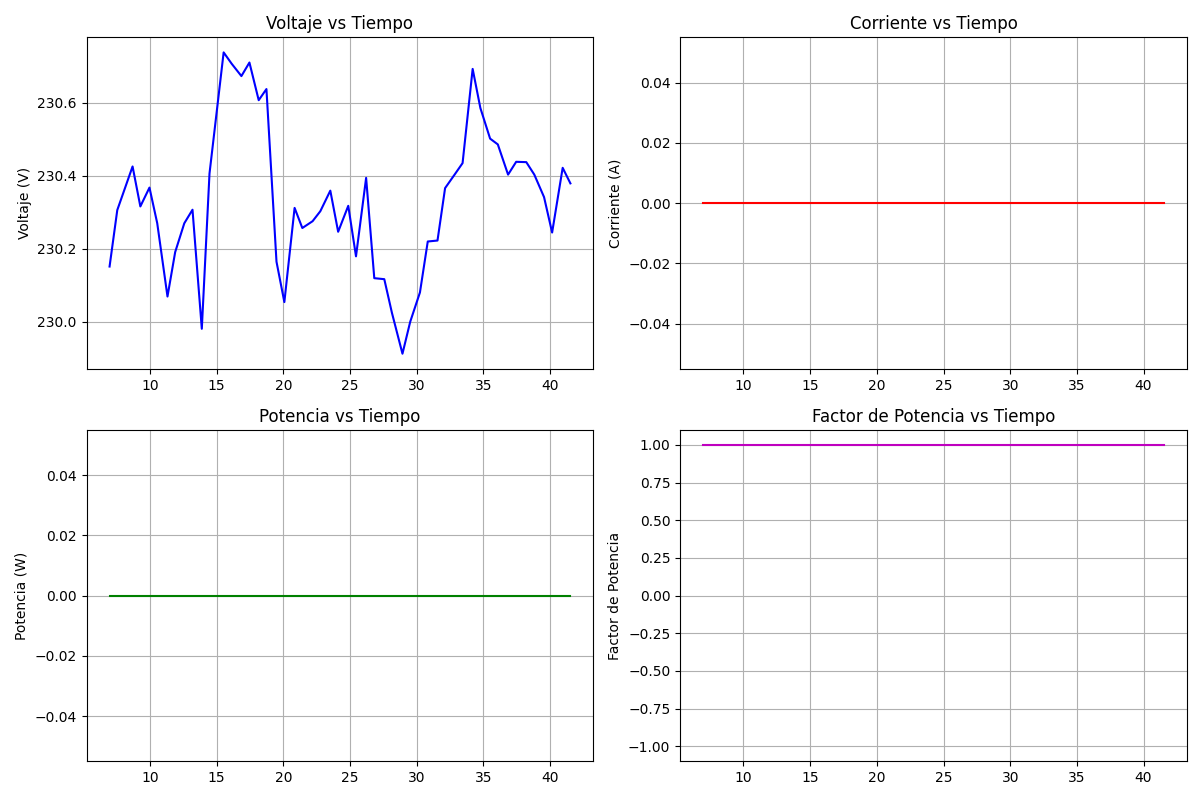 Voltaje vs Tiempo
Voltaje (V)
230.6
230.4
230.2
230.0
10 15 20 25 30 35 40
Corriente vs Tiempo
Corriente (A)
0.04
0.02
0.00
−0.02
−0.04
10 15 20 25 30 35 40
Potencia vs Tiempo
Potencia (W)
0.04
0.02
0.00
−0.02
−0.04
10 15 20 25 30 35 40
Factor de Potencia vs Tiempo
Factor de Potencia
1.00
0.75
0.50
0.25
0.00
−0.25
−0.50
−0.75
−1.00
10 15 20 25 30 35 40